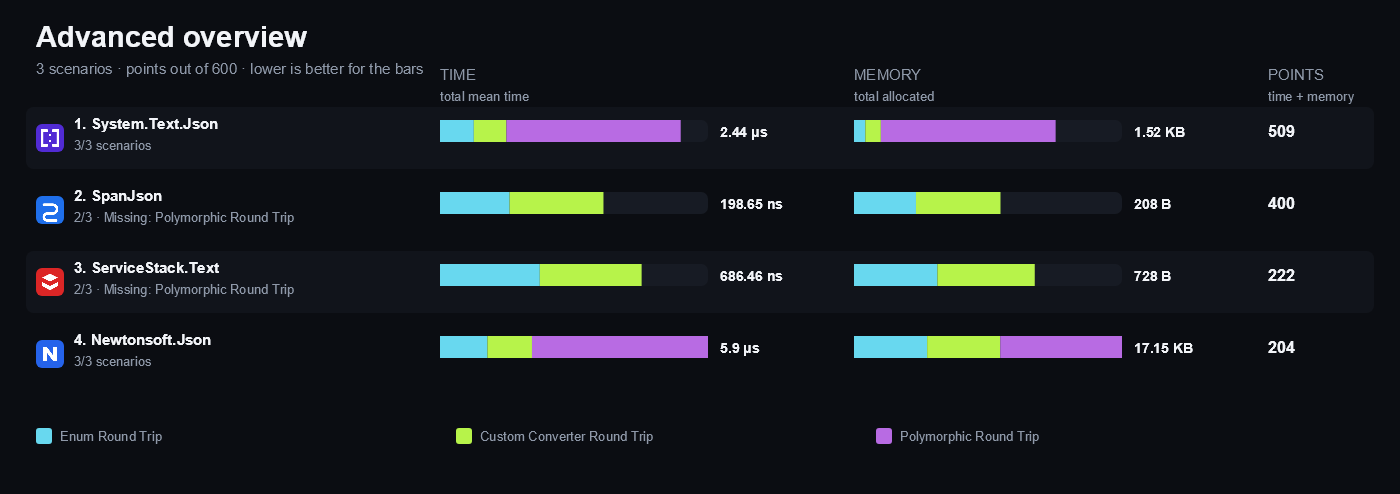 Advanced overview
3 scenarios · points out of 600 · lower is better for the bars
TIME
total mean time
MEMORY
total allocated
POINTS
time + memory
1. System.Text.Json
3/3 scenarios
2.44 µs
1.52 KB
509
2. SpanJson
2/3 · Missing: Polymorphic Round Trip
198.65 ns
208 B
400
3. ServiceStack.Text
2/3 · Missing: Polymorphic Round Trip
686.46 ns
728 B
222
N
4. Newtonsoft.Json
3/3 scenarios
5.9 µs
17.15 KB
204
Enum Round Trip
Custom Converter Round Trip
Polymorphic Round Trip